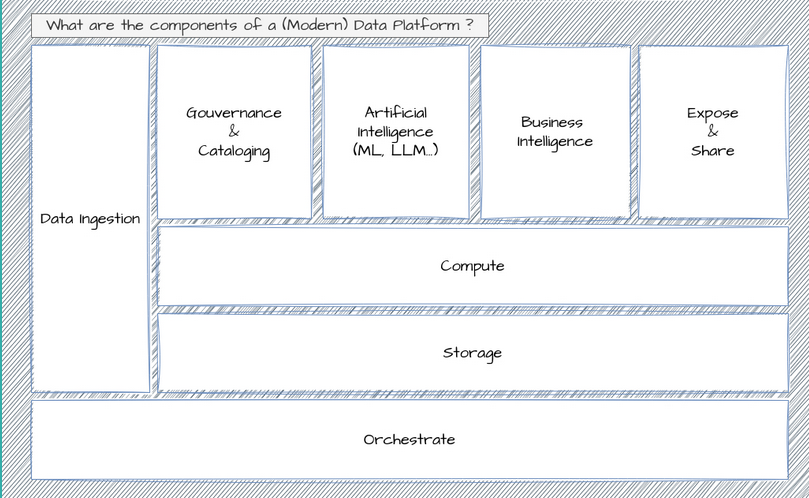 What are the components of a (Modern) Data Platform ?
Data Ingestion
Gouvernance
&
Cataloging
Artificial
Intelligence
(ML, LLM...)
Business
Intelligence
Expose
&
Share
Compute
Storage
Orchestrate